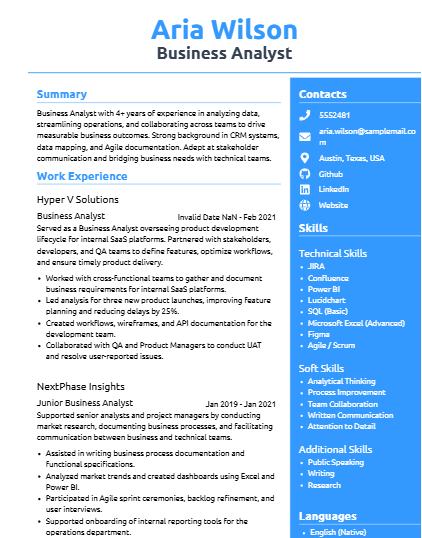 Aria Wilson
Business Analyst
Summary
Business Analyst with 4+ years of experience in analyzing data,
streamlining operations, and collaborating across teams to drive
measurable business outcomes. Strong background in CRM systems,
data mapping, and Agile documentation. Adept at stakeholder
communication and bridging business needs with technical teams.
Work Experience
Hyper V Solutions
Business Analyst Invalid Date NaN - Feb 2021
Served as a Business Analyst overseeing product development
lifecycle for internal SaaS platforms. Partnered with stakeholders,
developers, and QA teams to define features, optimize workflows,
and ensure timely product delivery.
• Worked with cross-functional teams to gather and document
business requirements for internal SaaS platforms.
• Led analysis for three new product launches, improving feature
planning and reducing delays by 25%.
• Created workflows, wireframes, and API documentation for the
development team.
• Collaborated with QA and Product Managers to conduct UAT
and resolve user-reported issues.
NextPhase Insights
Junior Business Analyst Jan 2019 - Jan 2021
Supported senior analysts and project managers by conducting
market research, documenting business processes, and facilitating
communication between business and technical teams.
• Assisted in writing business process documentation and
functional specifications.
• Analyzed market trends and created dashboards using Excel and
Power BI.
• Participated in Agile sprint ceremonies, backlog refinement, and
user interviews.
• Supported onboarding of internal reporting tools for the
operations department.
Contacts
5552481
aria.wilson@samplemail.co
m
Austin, Texas, USA
Github
LinkedIn
Website
Skills
Technical Skills
• JIRA
• Confluence
• Power BI
• Lucidchart
• SQL (Basic)
• Microsoft Excel (Advanced)
• Figma
• Agile / Scrum
Soft Skills
• Analytical Thinking
• Process Improvement
• Team Collaboration
• Written Communication
• Attention to Detail
Additional Skills
• Public Speaking
• Writing
• Research
Languages
• English (Native)